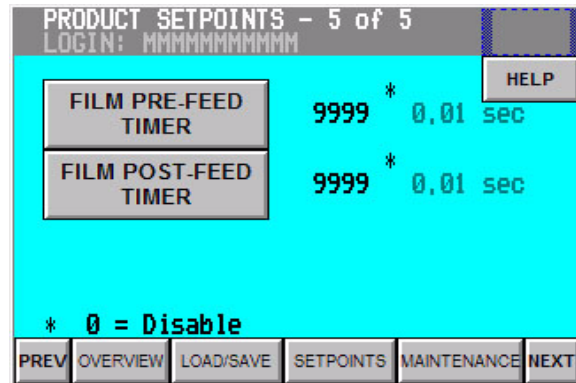 PRODUCT SETPOINTS - 5 of 5
LOGIN: MMMMMMMMMMM
HELP
FILM PRE-FEED
TIMER
9999 * 0,01 sec
FILM POST-FEED
TIMER
9999 * 0,01 sec
* 0 = Disable
PREV OVERVIEW LOAD/SAVE SETPOINTS MAINTENANCE NEXT